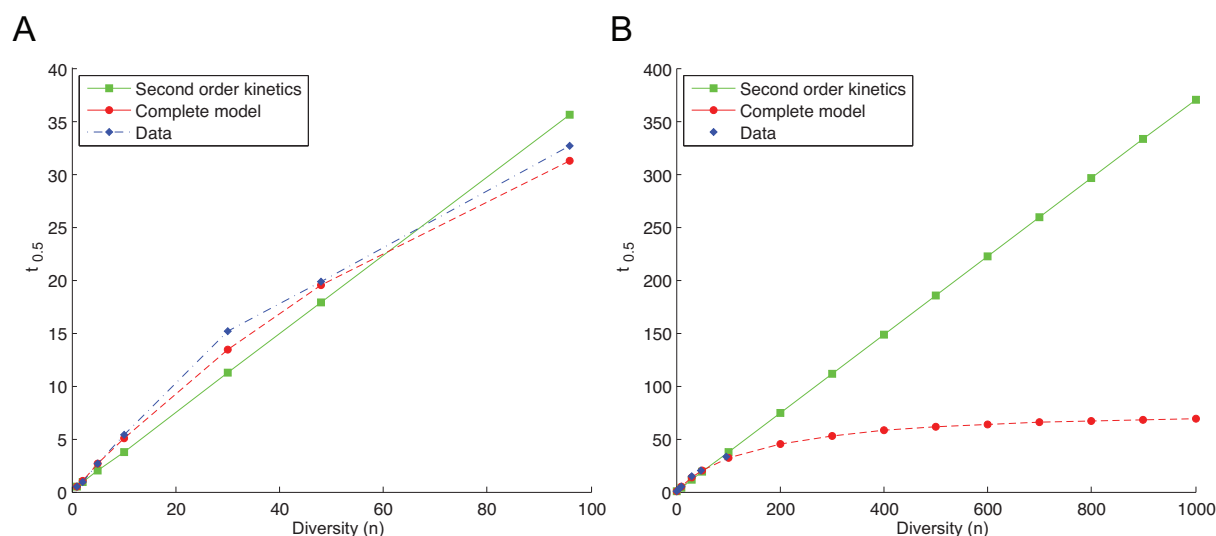 A
Second order kinetics
Complete model
Data
40
35
30
25
20
15
10
5
0
t 0.5
0
20
40
60
80
100
Diversity (n)
B
Second order kinetics
Complete model
Data
400
350
300
250
200
150
100
50
0
t 0.5
0
200
400
600
800
1000
Diversity (n)